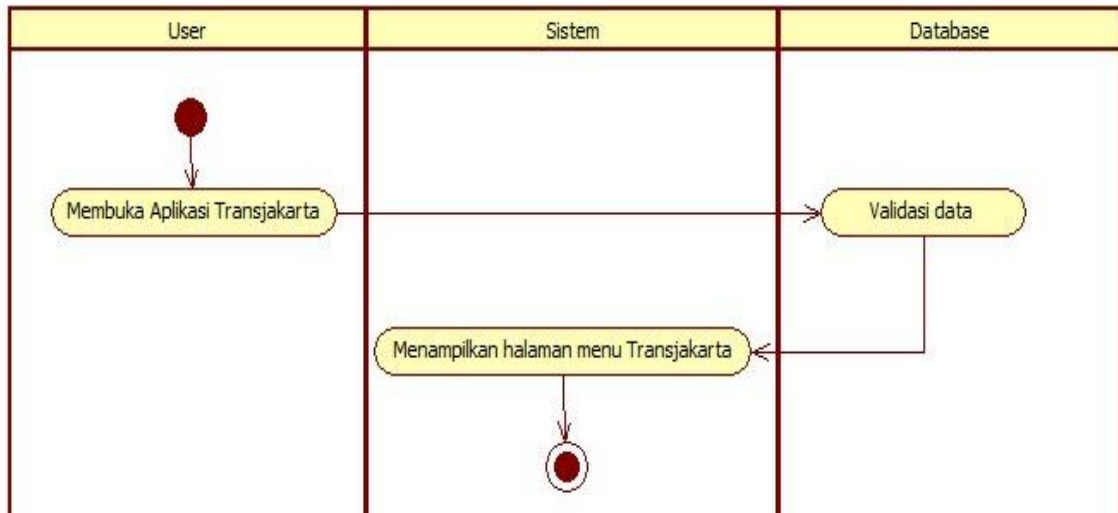 User
Sistem
Database
Membuka Aplikasi Transjakarta
Validasi data
Menampilkan halaman menu Transjakarta